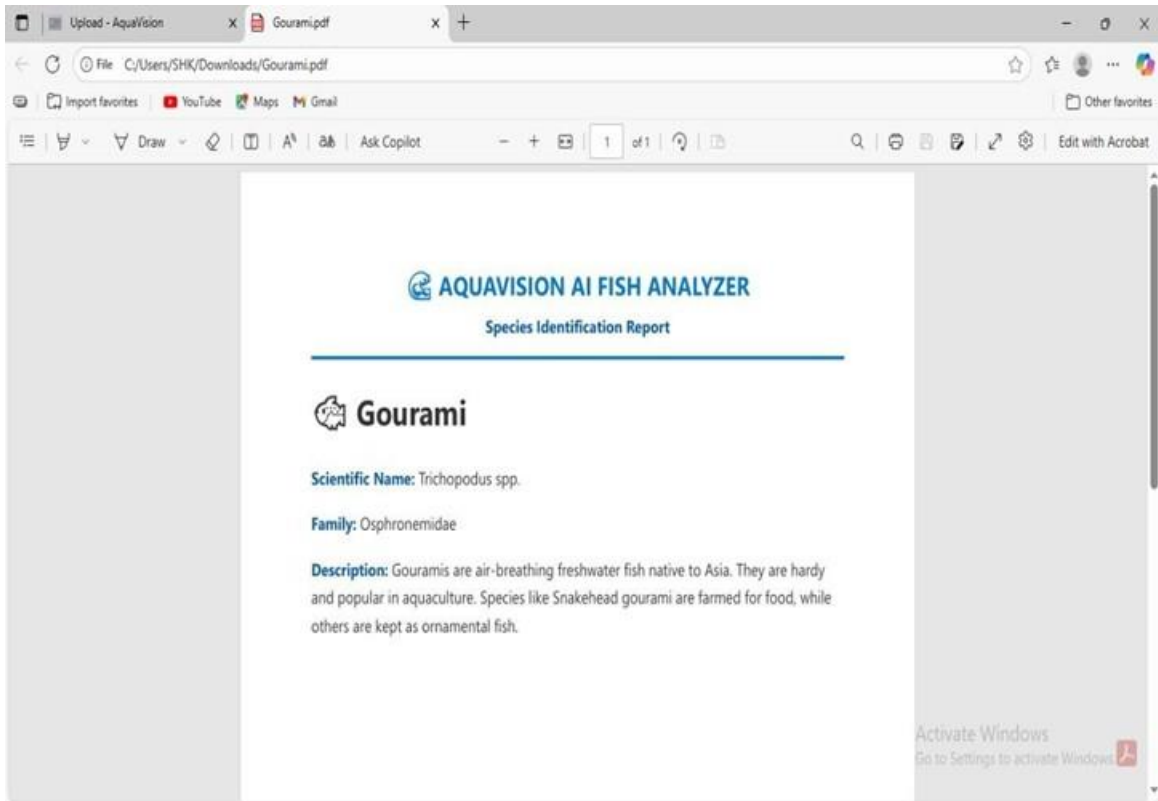 Upload - AquaVision
Gourami.pdf
File C:/Users/SHK/Downloads/Gourami.pdf
Import favorites YouTube Maps Gmail Other favorites
Draw Ask Copilot 1 of 1 Edit with Acrobat
AQUAVISION AI FISH ANALYZER
Species Identification Report
Gourami
Scientific Name: Trichopodus spp.
Family: Osphronemidae
Description: Gouramis are air-breathing freshwater fish native to Asia. They are hardy
and popular in aquaculture. Species like Snakehead gourami are farmed for food, while
others are kept as ornamental fish.
Activate Windows
Go to Settings to activate Windows.